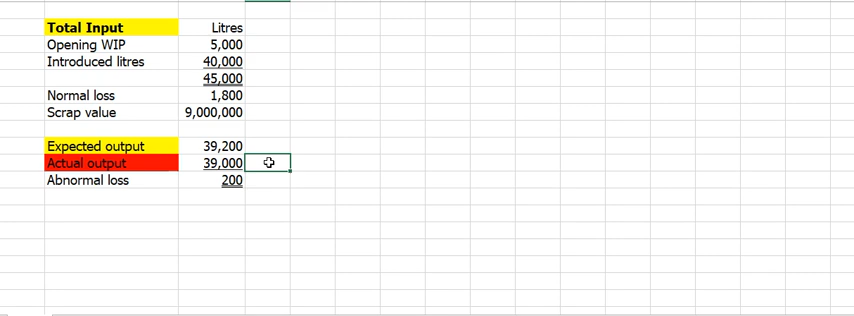 Total Input Litres
Opening WIP 5,000
Introduced litres 40,000
45,000
Normal loss 1,800
Scrap value 9,000,000
Expected output 39,200
Actual output 39,000
Abnormal loss 200